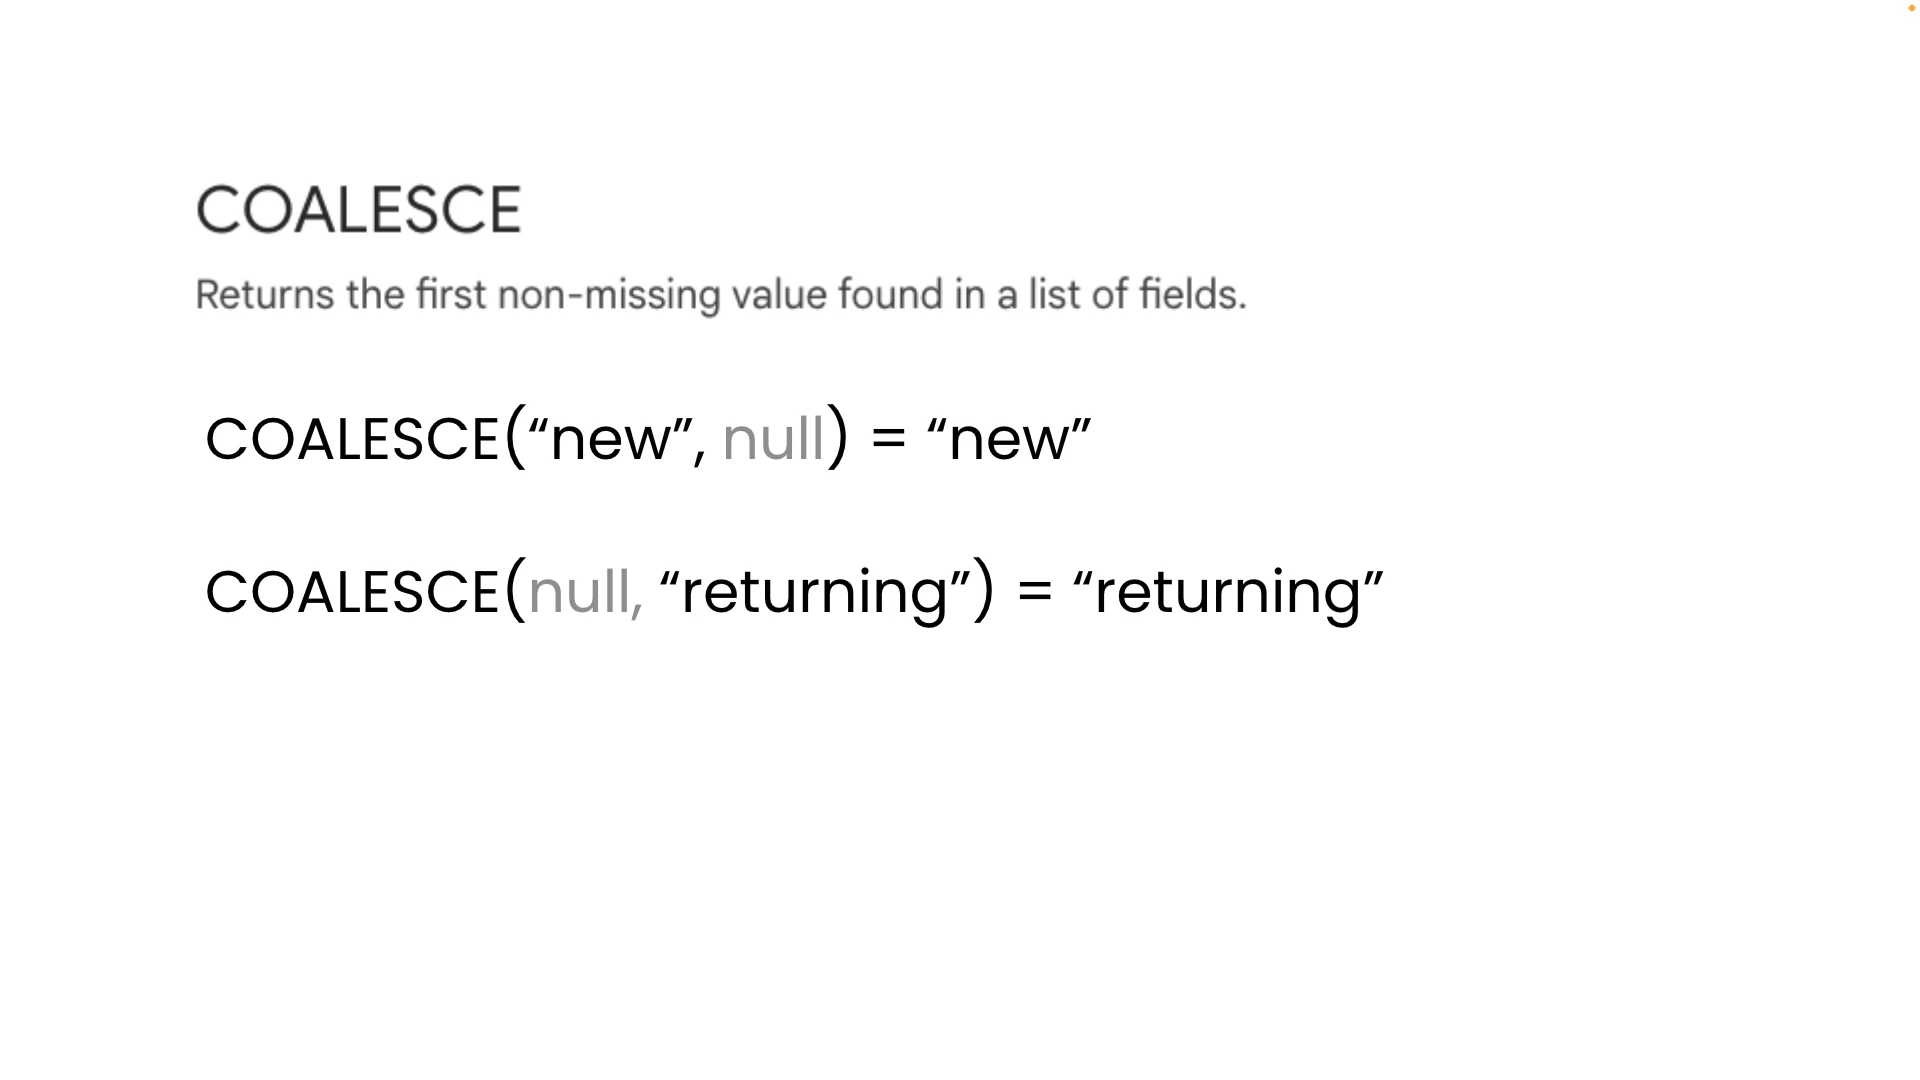 COALESCE
Returns the first non-missing value found in a list of fields.
COALESCE(“new”, null) = “new”
COALESCE(null, “returning”) = “returning”